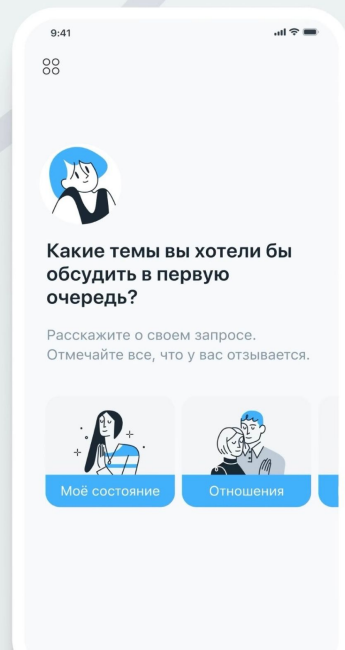 9:41
Какие темы вы хотели бы
обсудить в первую
очередь?
Расскажите о своем запросе.
Отмечайте все, что у вас отзывается.
Моё состояние
Отношения